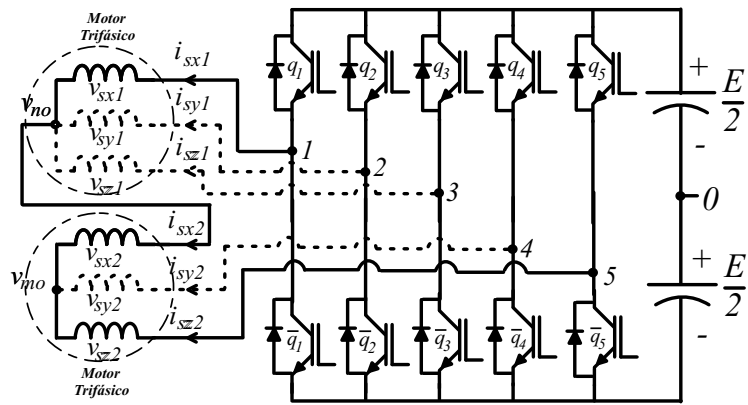 Motor
Trifásico
i_sx1
v_sx1
i_sy1
v_no
v_sy1
i_sz1
v_sz1
i_sx2
v_sx2
i_sy2
v_mo
v_sy2
i_sz2
v_sz2
Motor
Trifásico
q_1 q_2 q_3 q_4 q_5
1
2
3
4
5
q̅_1 q̅_2 q̅_3 q̅_4 q̅_5
+
E/2
-
0
+
E/2
-